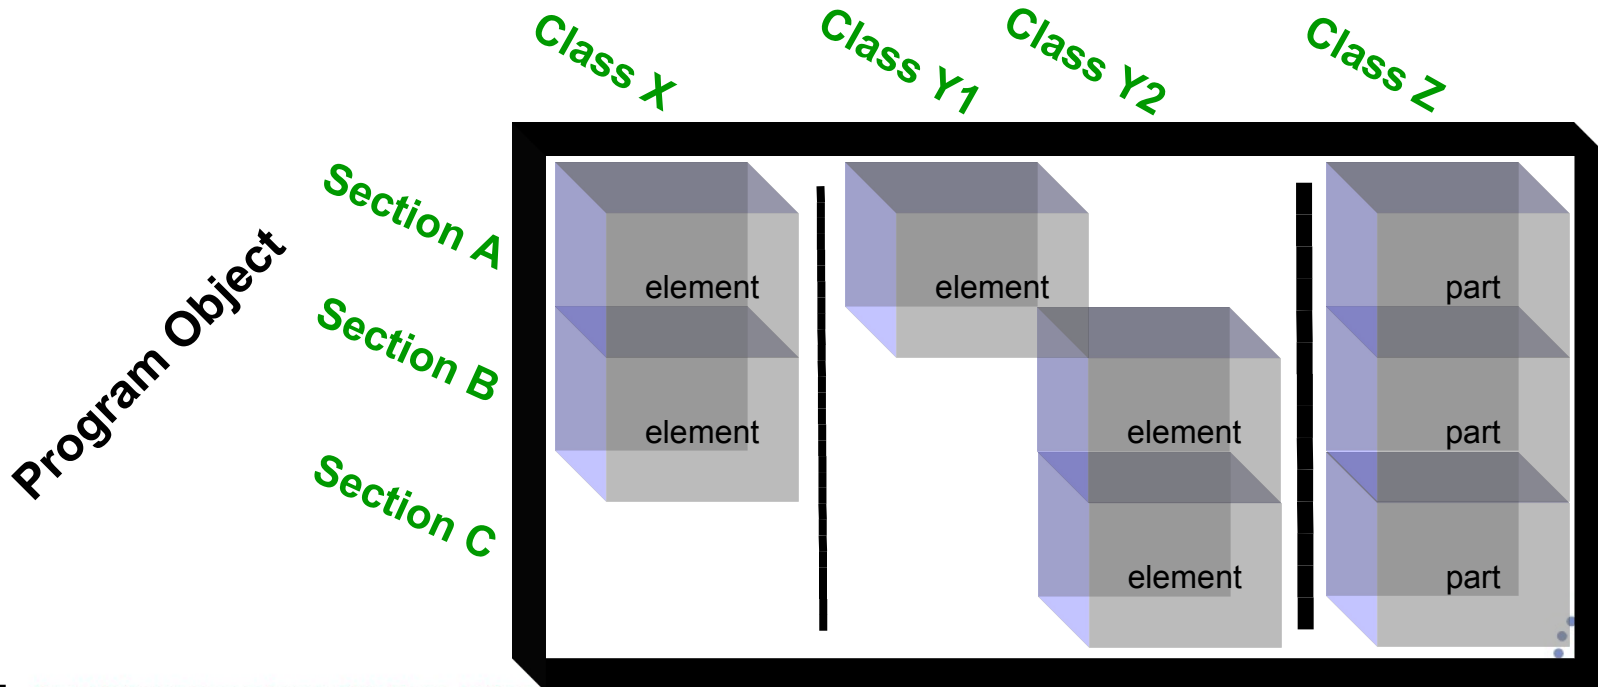 Class X
Class Y1
Class Y2
Class Z
Program Object
Section A
Section B
Section C
element
element
part
element
element
part
element
part